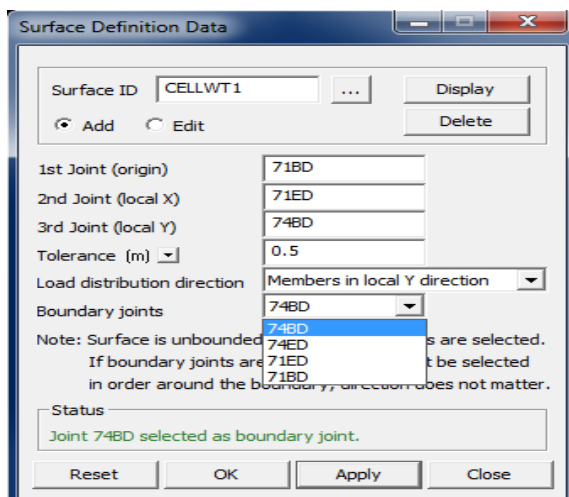 Surface Definition Data
Surface ID CELLWT1 ... Display
Add Edit Delete
1st Joint (origin) 71BD
2nd Joint (local X) 71ED
3rd Joint (local Y) 74BD
Tolerance (m) 0.5
Load distribution direction Members in local Y direction
Boundary joints 74BD
74BD
74ED
71ED
71BD
Note: Surface is unbounded s are selected.
If boundary joints are t be selected
in order around the boundary, direction does not matter.
Status
Joint 74BD selected as boundary joint.
Reset OK Apply Close